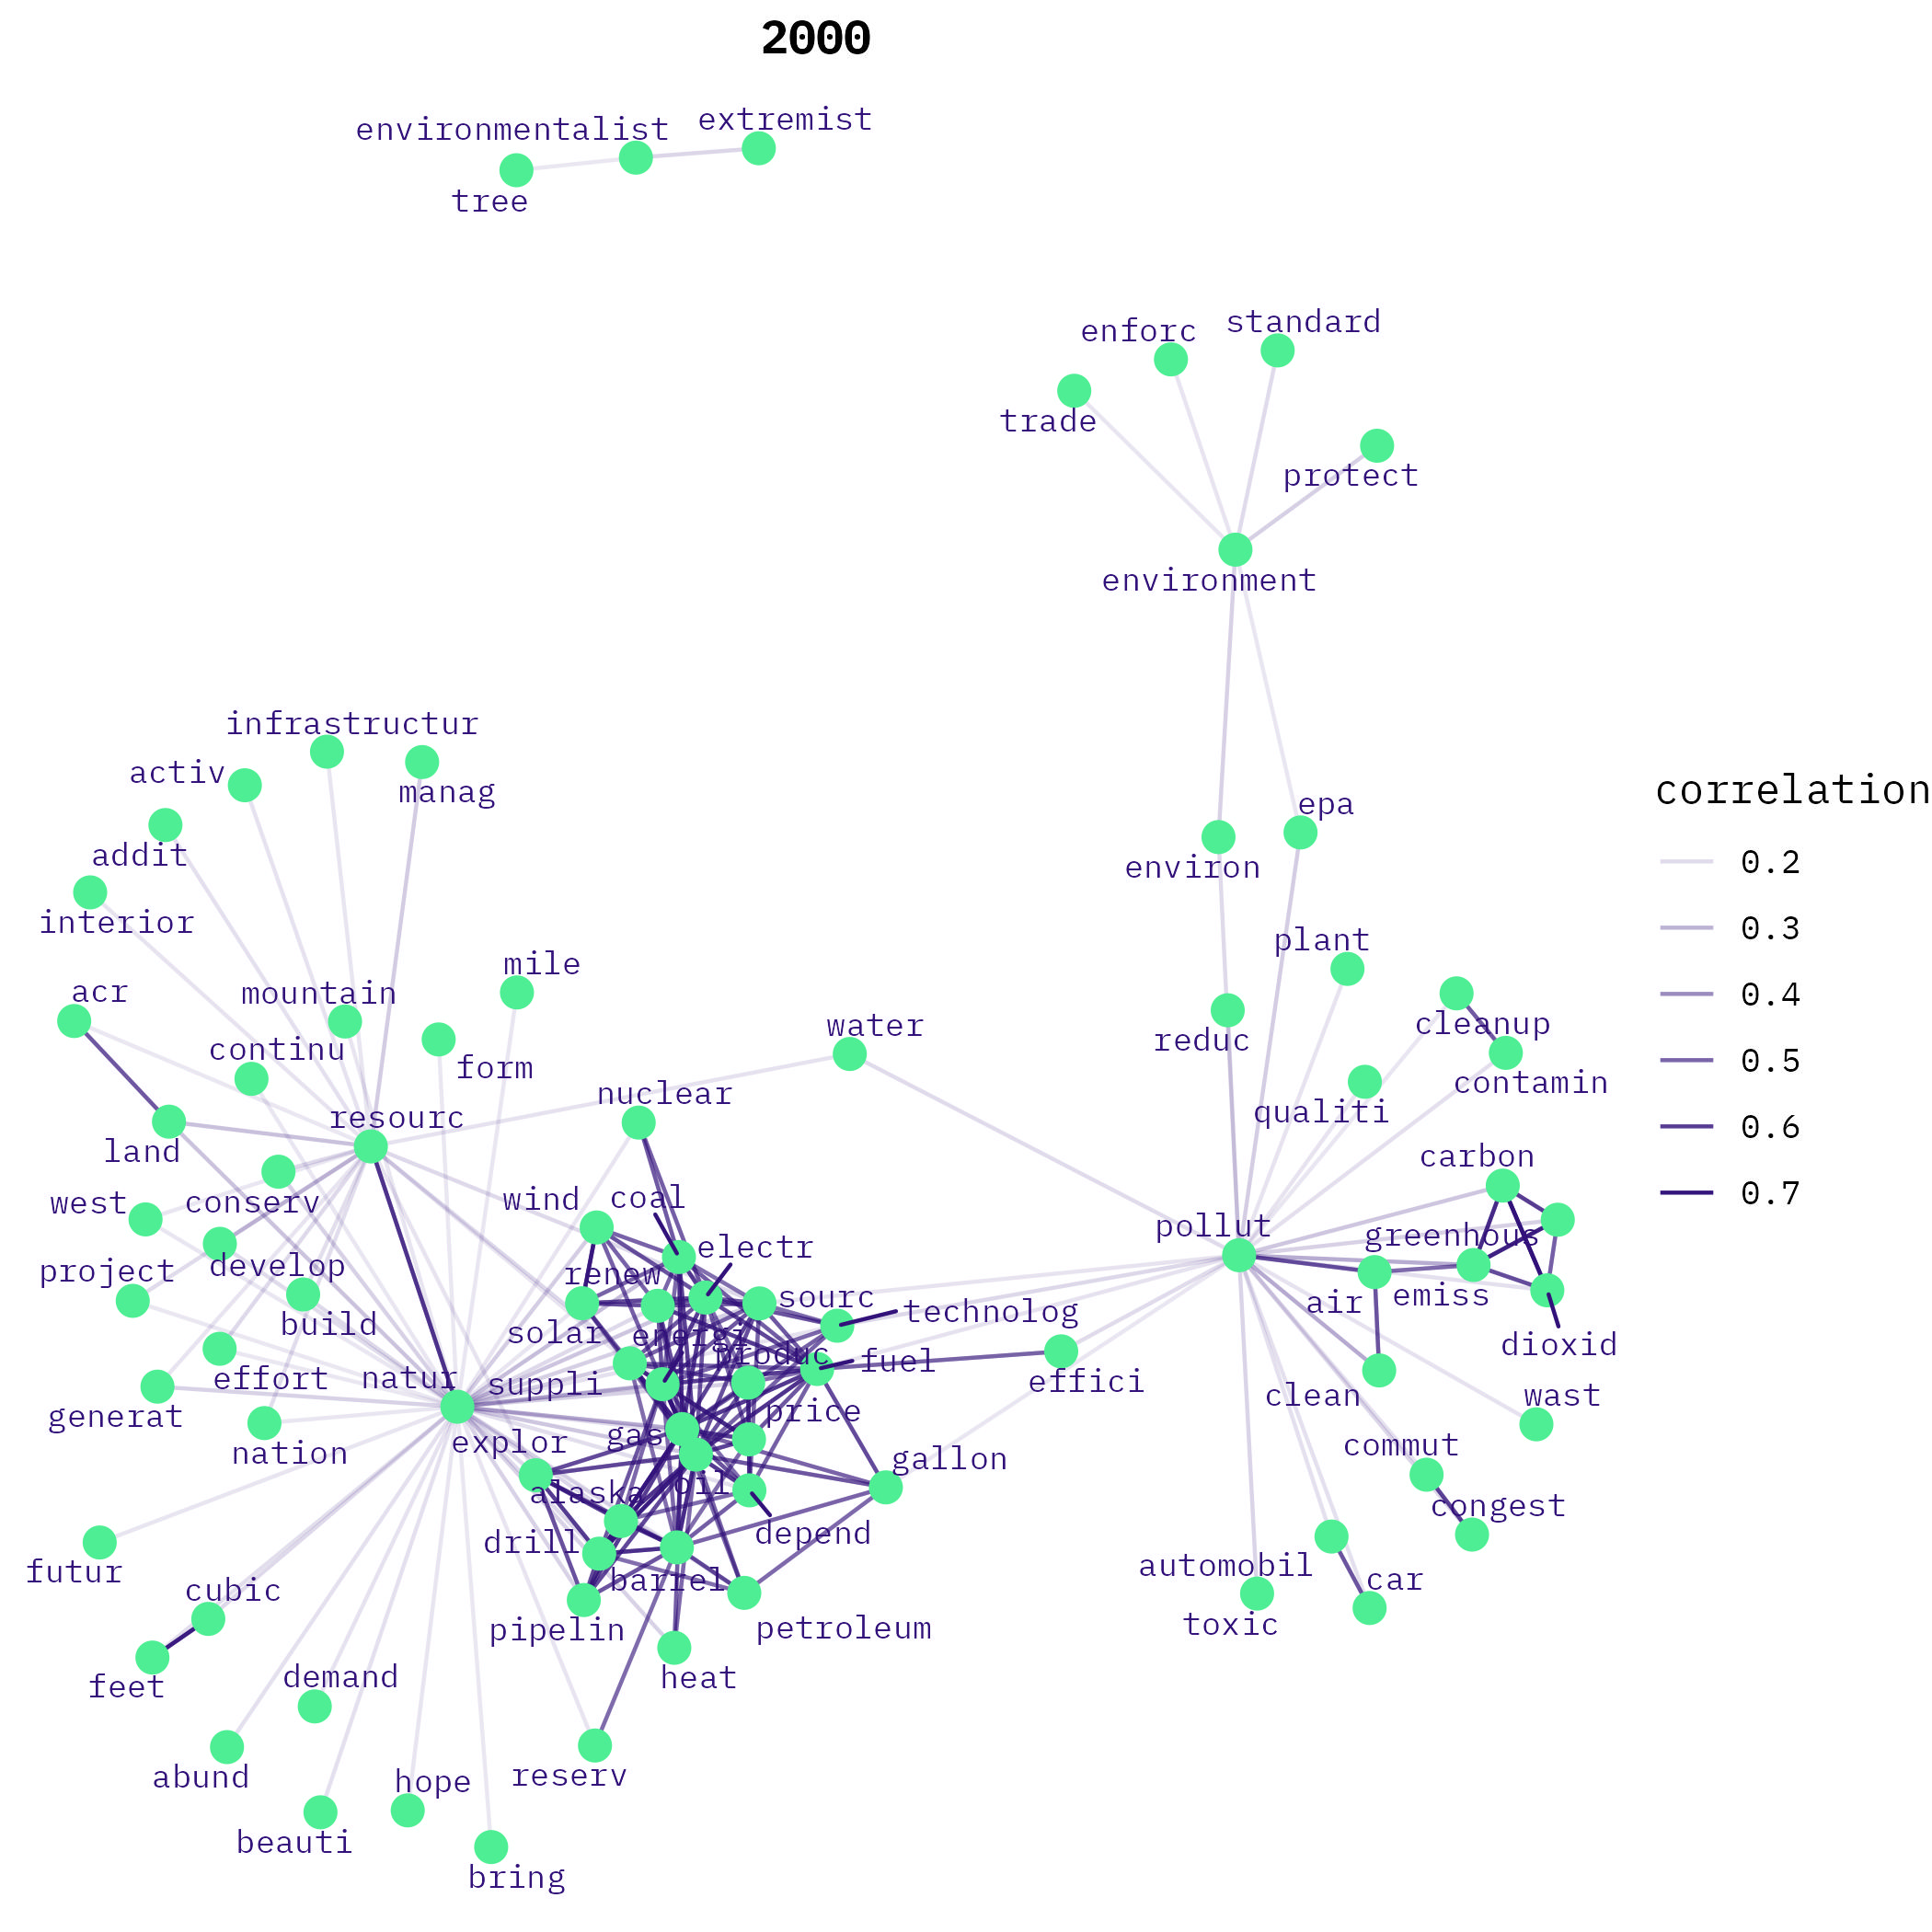 2000
extremist
environmentalist
tree
standard
enforc
trade
protect
environment
infrastructur
activ
manag
correlation
epa
addit
0.2
environ
interior
0.3
plant
mile
acr
mountain
0.4
water
cleanup
reduc
continu
form
0.5
contamin
nuclear
qualiti
resourc
0.6
land
carbon
0.7
wind
coal
west
conserv
pollut
greenhous
electr
develop
project
renew
emiss
sourc
air
technolog
build
solar
energi
dioxid
produc
fuel
natur
effort
suppli
effici
clean
wast
price
generat
gas
explor
commut
nation
gallon
oil
alaska
congest
depend
drill
automobil
futur
barrel
car
cubic
toxic
petroleum
pipelin
demand
heat
feet
abund
reserv
hope
beauti
bring